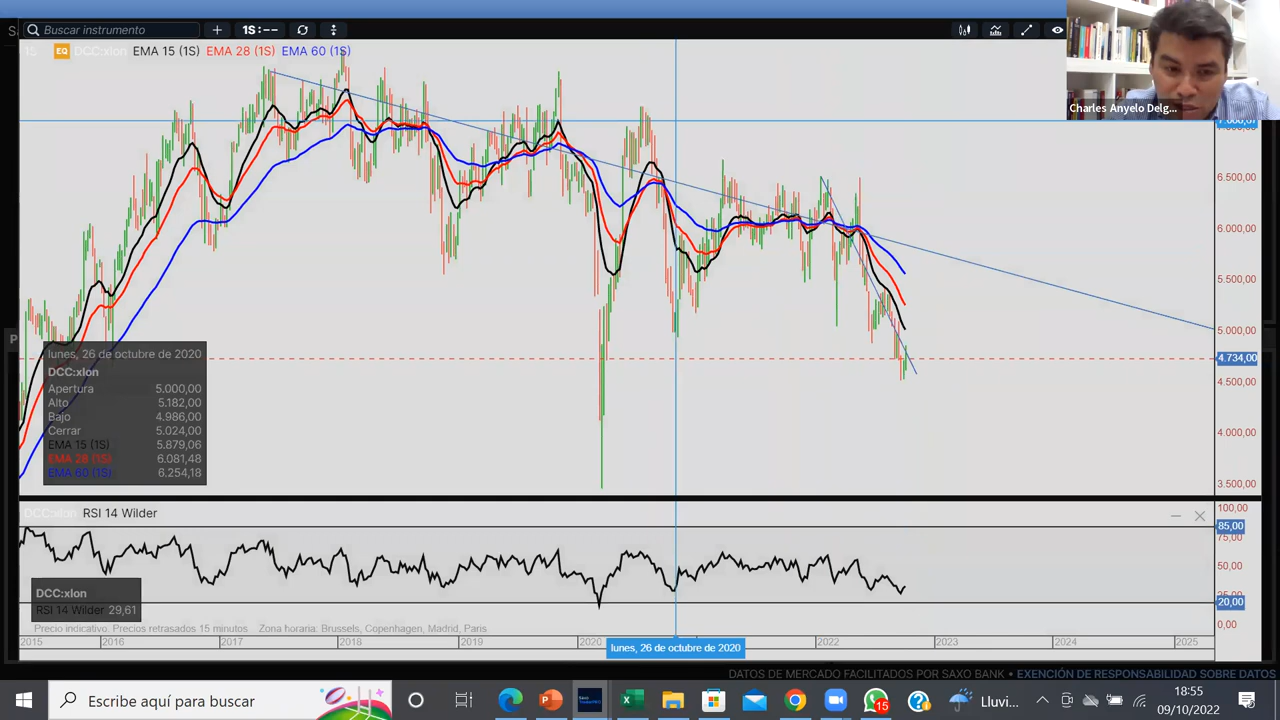 Buscar instrumento
1S:--
1S EQ DCC:xlon EMA 15 (1S) EMA 28 (1S) EMA 60 (1S)
Charles Anyelo Delg...
6.500,00
6.000,00
5.500,00
5.000,00
4.734,00
4.500,00
4.000,00
3.500,00
lunes, 26 de octubre de 2020
DCC:xlon
Apertura 5.000,00
Alto 5.182,00
Bajo 4.986,00
Cerrar 5.024,00
EMA 15 (1S) 5.879,06
EMA 28 (1S) 6.081,48
EMA 60 (1S) 6.254,18
DCC:xlon RSI 14 Wilder
100,00
85,00
75,00
50,00
20,00
0,00
DCC:xlon
RSI 14 Wilder 29,61
Precio indicativo. Precios retrasados 15 minutos Zona horaria: Brussels, Copenhagen, Madrid, Paris
2015 2016 2017 2018 2019 2020 2022 2023 2024 2025
lunes, 26 de octubre de 2020
DATOS DE MERCADO FACILITADOS POR SAXO BANK • EXENCIÓN DE RESPONSABILIDAD SOBRE DATOS
Escribe aquí para buscar
15
Lluvi...
18:55
09/10/2022